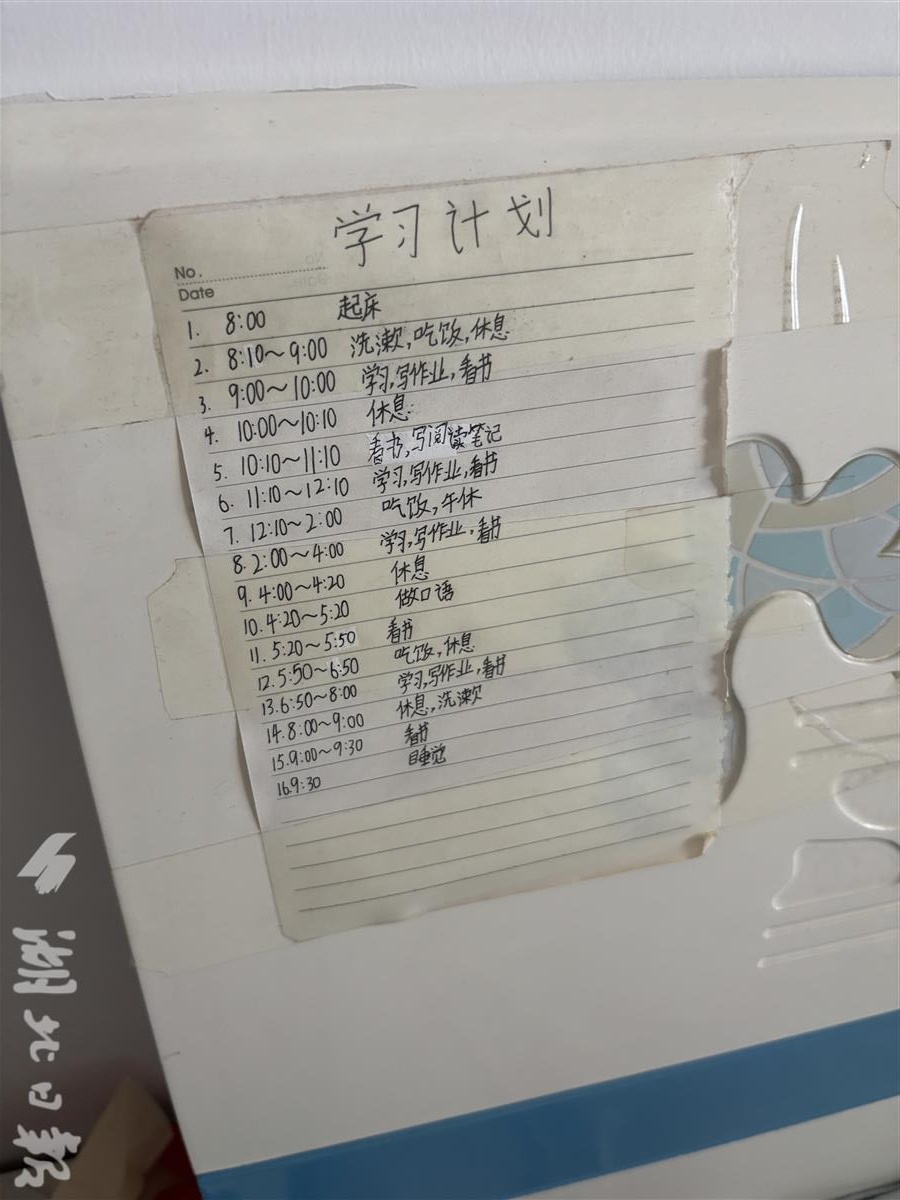 学习计划
No.
Date
1. 8:00 起床
2. 8:10~9:00 洗漱,吃饭,休息
3. 9:00~10:00 学习,写作业,看书
4. 10:00~10:10 休息
5. 10:10~11:10 看书,写阅读笔记
6. 11:10~12:10 学习,写作业,看书
7. 12:10~2:00 吃饭,午休
8. 2:00~4:00 学习,写作业,看书
9. 4:00~4:20 休息
10. 4:20~5:20 做口语
11. 5:20~5:50 看书
12. 5:50~6:50 吃饭,休息
13. 6:50~8:00 学习,写作业,看书
14. 8:00~9:00 休息,洗漱
15. 9:00~9:30 看书
16. 9:30 睡觉
湖北日报